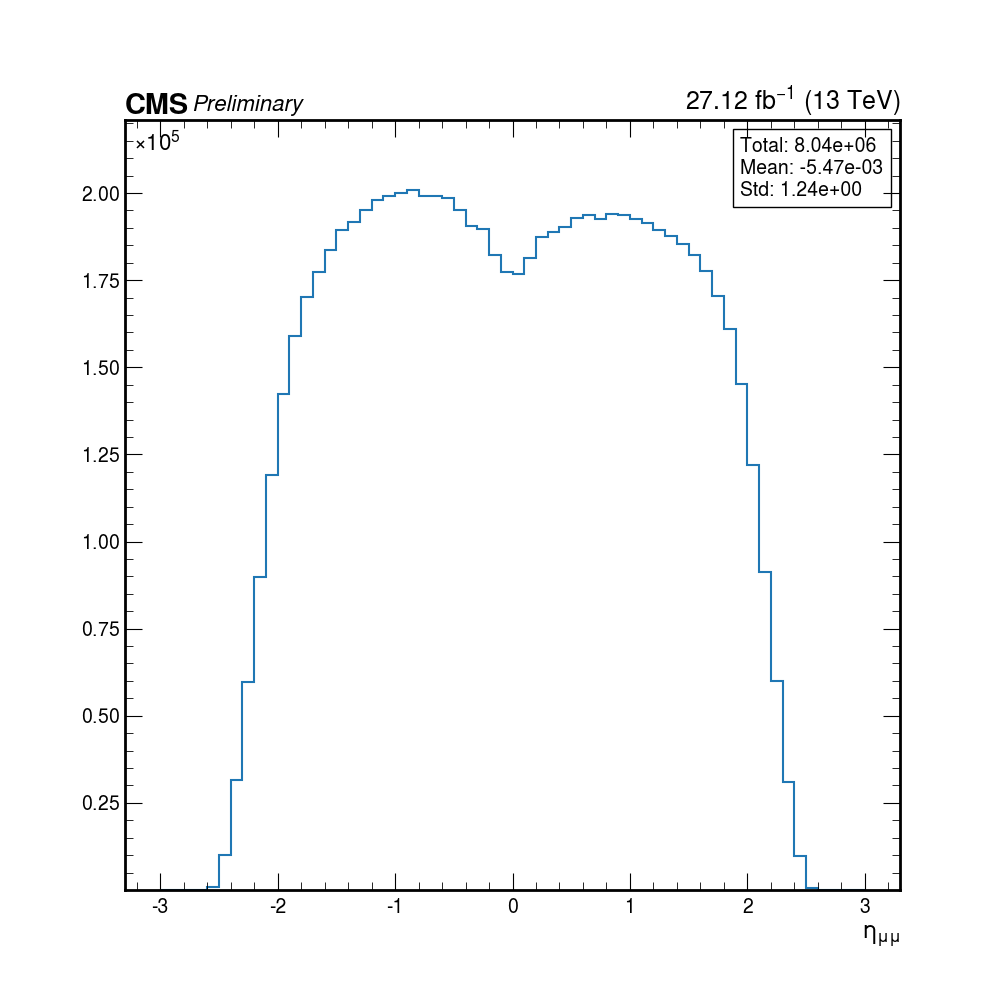 CMS Preliminary 27.12 fb⁻¹ (13 TeV)
×10⁵
Total: 8.04e+06
Mean: -5.47e-03
Std: 1.24e+00
2.00
1.75
1.50
1.25
1.00
0.75
0.50
0.25
-3 -2 -1 0 1 2 3
ημμ